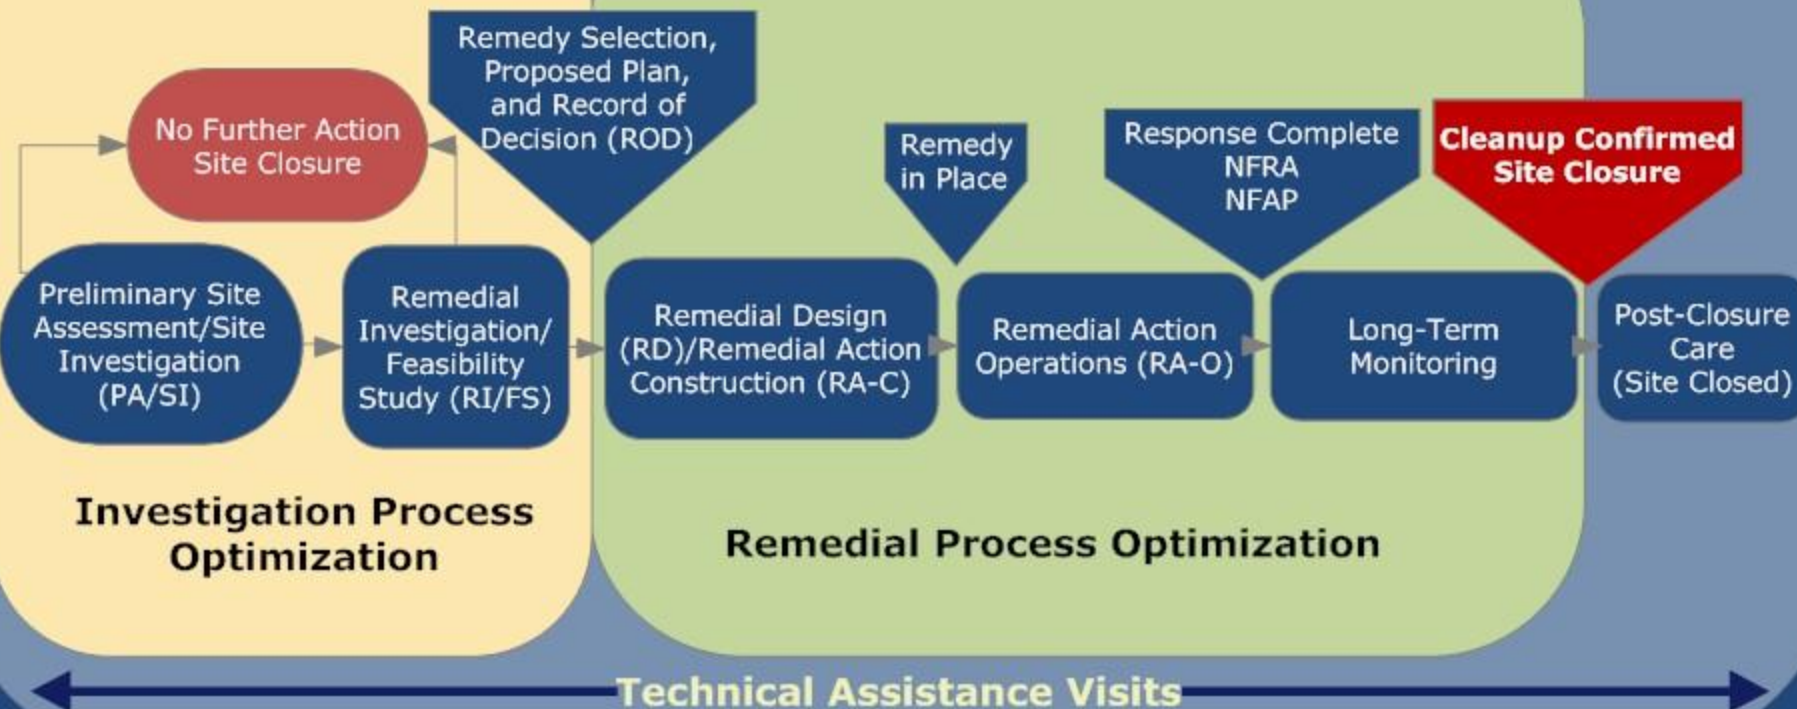 Remedy Selection,
Proposed Plan,
and Record of
Decision (ROD)
No Further Action
Site Closure
Remedy
in Place
Response Complete
NFRA
NFAP
Cleanup Confirmed
Site Closure
Preliminary Site
Assessment/Site
Investigation
(PA/SI)
Remedial
Investigation/
Feasibility
Study (RI/FS)
Remedial Design
(RD)/Remedial Action
Construction (RA-C)
Remedial Action
Operations (RA-O)
Long-Term
Monitoring
Post-Closure
Care
(Site Closed)
Investigation Process
Optimization
Remedial Process Optimization
Technical Assistance Visits